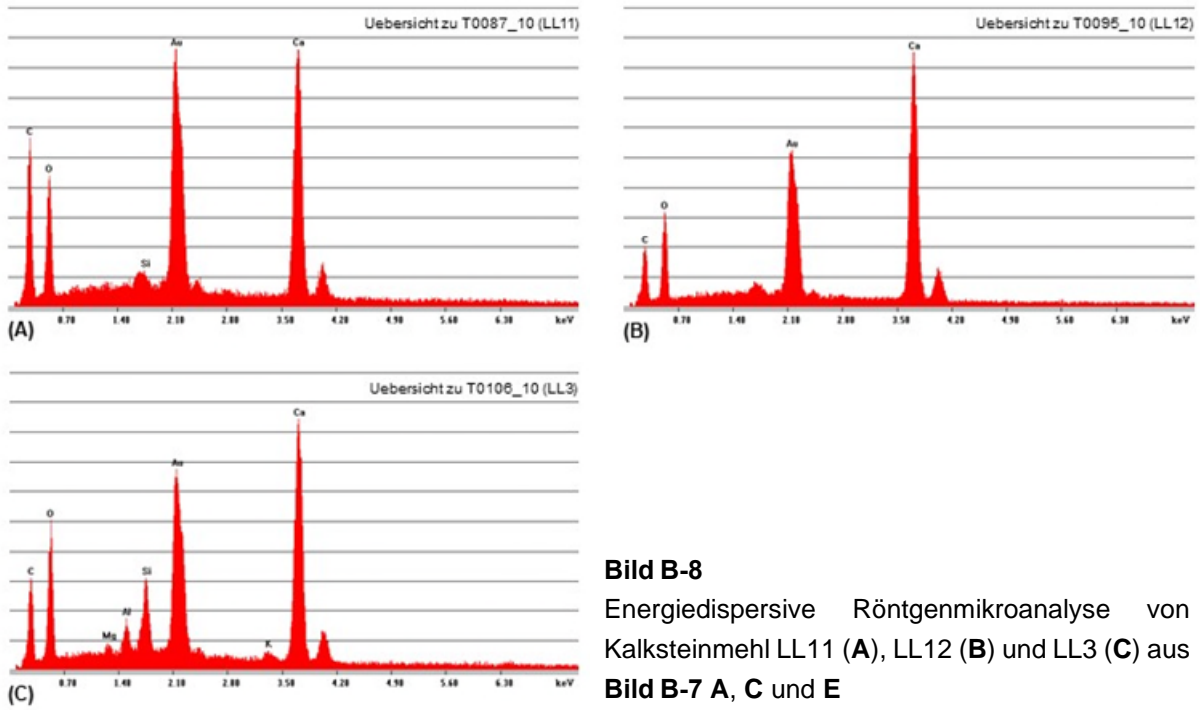 Uebersicht zu T0087_10 (LL11)
Au
Ca
C
O
Si
0.70 1.40 2.10 2.80 3.50 4.20 4.90 5.60 6.30 keV
(A)
Uebersicht zu T0095_10 (LL12)
Ca
Au
O
C
0.70 1.40 2.10 2.80 3.50 4.20 4.90 5.60 6.30 keV
(B)
Uebersicht zu T0106_10 (LL3)
Ca
Au
O
C
Si
Al
Mg
K
0.70 1.40 2.10 2.80 3.50 4.20 4.90 5.60 6.30 keV
(C)
Bild B-8
Energiedispersive Röntgenmikroanalyse von
Kalksteinmehl LL11 (A), LL12 (B) und LL3 (C) aus
Bild B-7 A, C und E